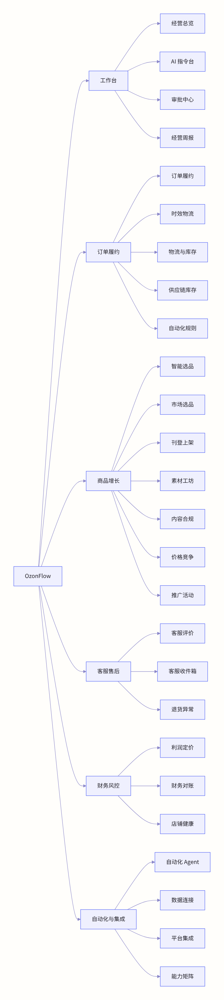 经营总览
AI 指令台
工作台
审批中心
经营周报
订单履约
时效物流
订单履约
物流与库存
供应链库存
自动化规则
智能选品
市场选品
刊登上架
商品增长
素材工坊
内容合规
价格竞争
OzonFlow
推广活动
客服评价
客服售后
客服收件箱
退货异常
利润定价
财务风控
财务对账
店铺健康
自动化 Agent
数据连接
自动化与集成
平台集成
能力矩阵